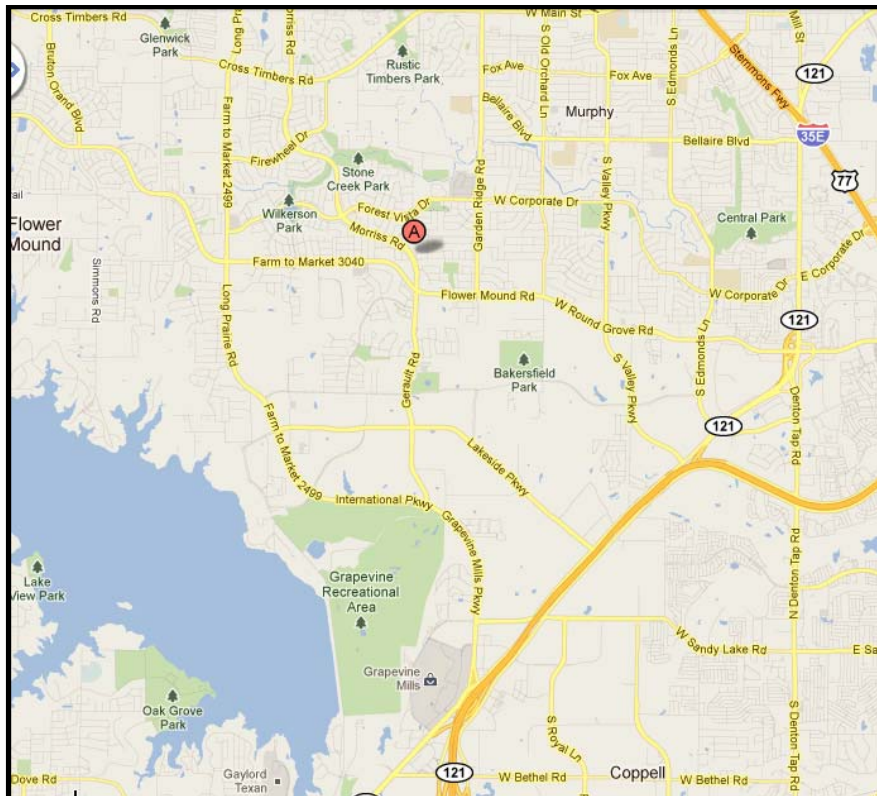 Cross Timbers Rd
Glenwick
Park
Long Prairie Rd
Morriss Rd
W Main St
Mill St
Bruton Orand Blvd
Cross Timbers Rd
Rustic
Timbers Park
Fox Ave
Fox Ave
S Old Orchard Ln
S Edmonds Ln
Stemmons Fwy
121
Farm to Market 2499
Bellaire Blvd
Murphy
Bellaire Blvd
35E
77
Firewheel Dr
Stone
Creek Park
Garden Ridge Rd
S Valley Pkwy
Wilkerson
Park
Forest Vista Dr
W Corporate Dr
Central Park
Flower
Mound
Morriss Rd
A
Simmons Rd
Farm to Market 3040
E Corporate Dr
W Corporate Dr
Long Prairie Rd
Flower Mound Rd
W Round Grove Rd
121
S Edmonds Ln
Gerault Rd
Bakersfield
Park
S Valley Pkwy
Denton Tap Rd
121
Farm to Market 2499
Lakeside Pkwy
International Pkwy
Grapevine Mills Pkwy
N Denton Tap Rd
Lake
View Park
Grapevine
Recreational
Area
W Sandy Lake Rd
E Sa
Grapevine
Mills
Oak Grove
Park
S Royal Ln
S Denton Tap Rd
Dove Rd
Gaylord
Texan
121
W Bethel Rd
Coppell
W Bethel Rd